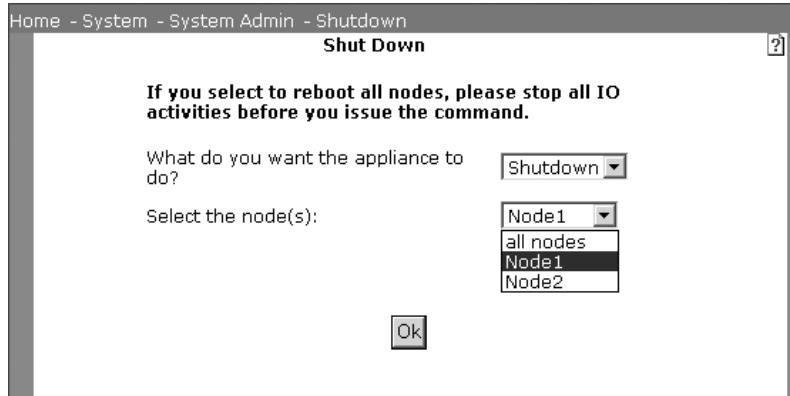 Home - System - System Admin - Shutdown
Shut Down
?
If you select to reboot all nodes, please stop all IO
activities before you issue the command.
What do you want the appliance to
do?
Shutdown
Select the node(s):
Node1
all nodes
Node1
Node2
Ok